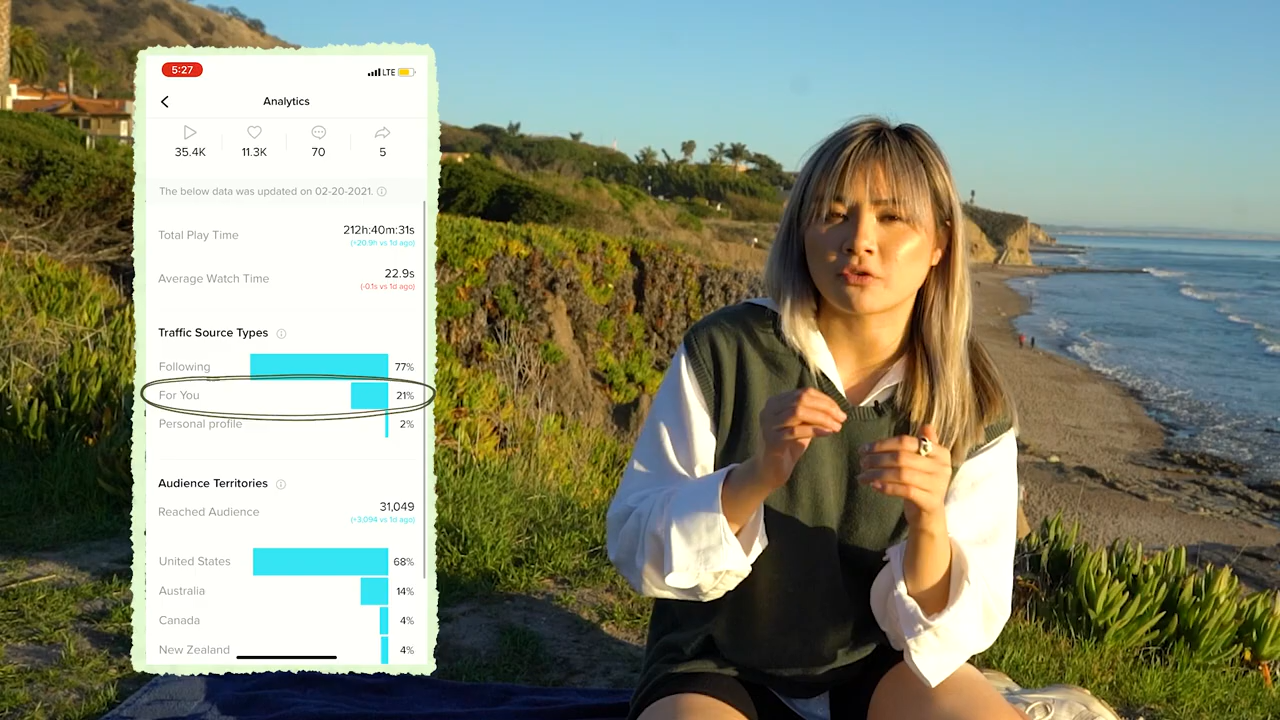 5:27
LTE
Analytics
35.4K 11.3K 70 5
The below data was updated on 02-20-2021.
Total Play Time 212h:40m:31s
(+20.9h vs 1d ago)
Average Watch Time 22.9s
(-0.1s vs 1d ago)
Traffic Source Types
Following 77%
For You 21%
Personal profile 2%
Audience Territories
Reached Audience 31,049
(+3,094 vs 1d ago)
United States 68%
Australia 14%
Canada 4%
New Zealand 4%